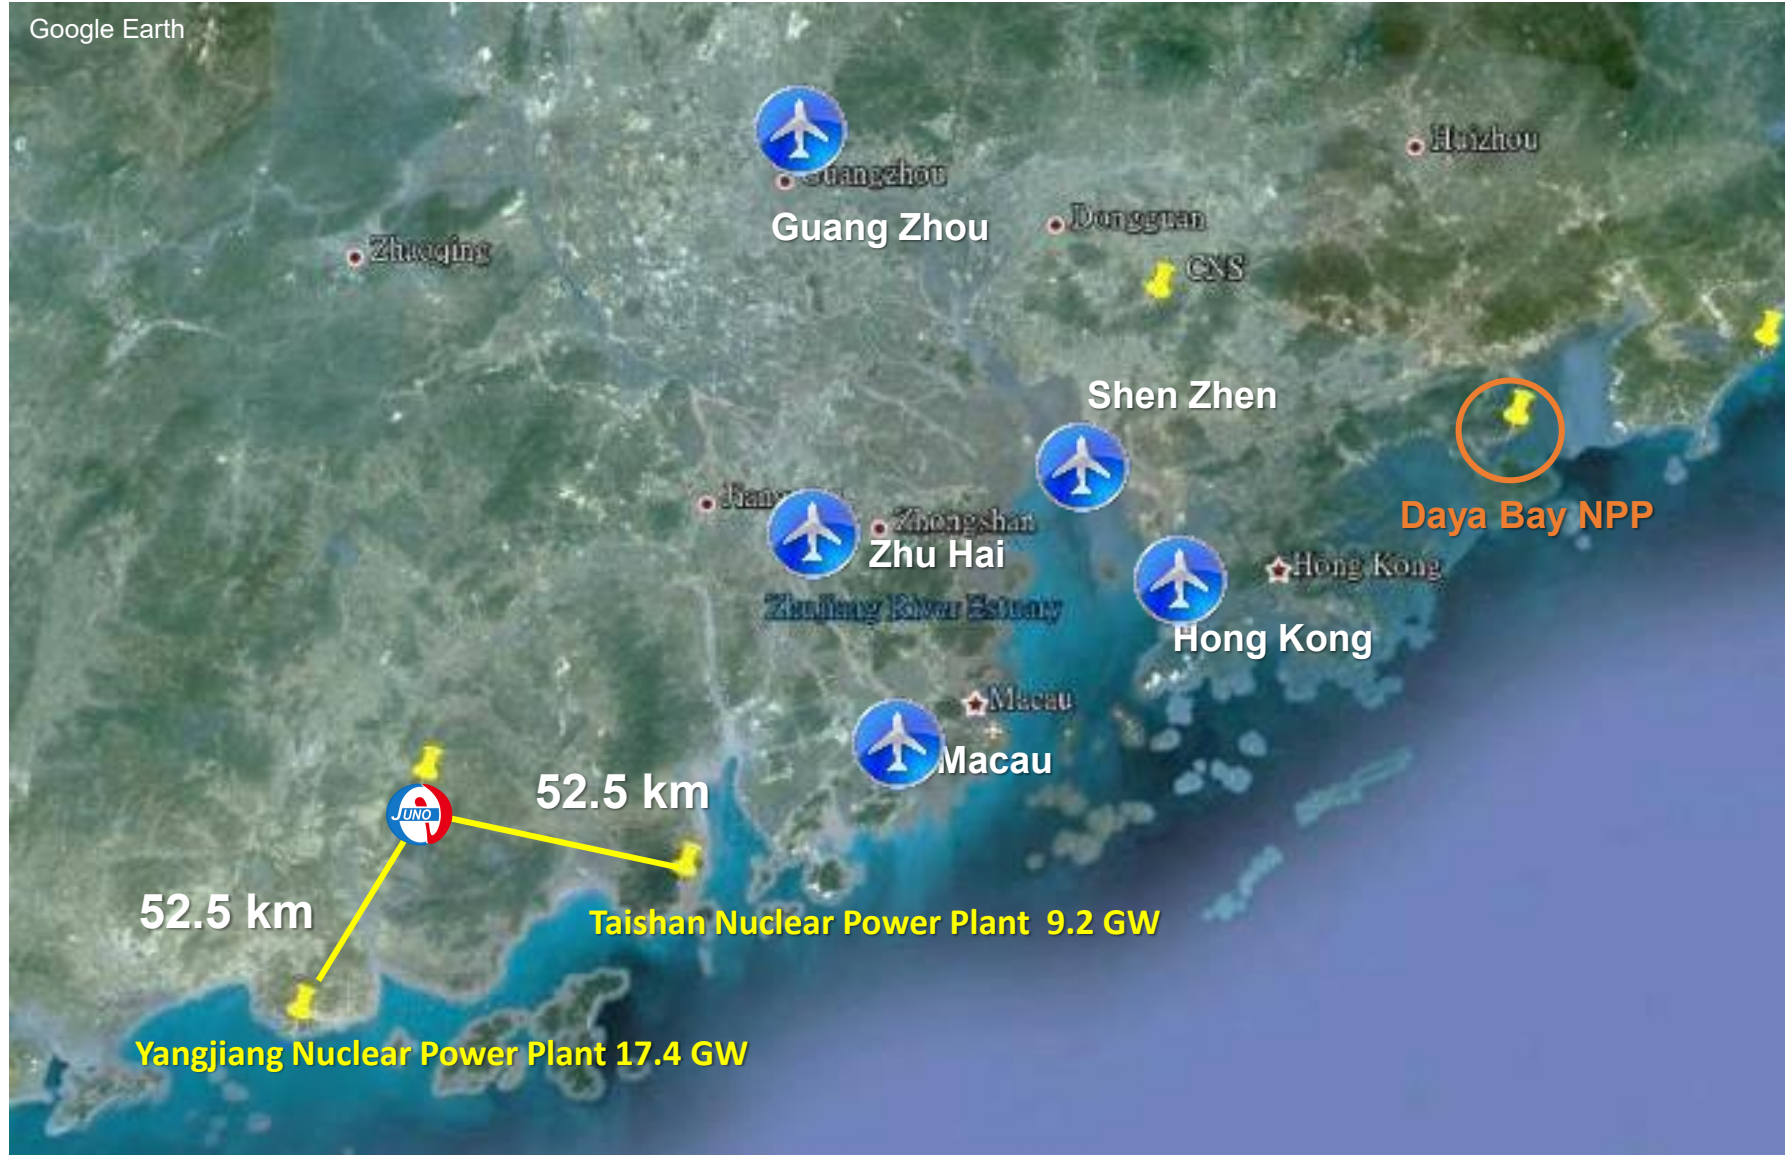 Google Earth
Huizhou
Guangzhou
Dongguan
Guang Zhou
Zhaoqing
CNS
Shen Zhen
Daya Bay NPP
Zhongshan
Zhu Hai
Hong Kong
Zhujiang River Estuary
Hong Kong
Macau
Macau
52.5 km
JUNO
52.5 km
Taishan Nuclear Power Plant 9.2 GW
Yangjiang Nuclear Power Plant 17.4 GW